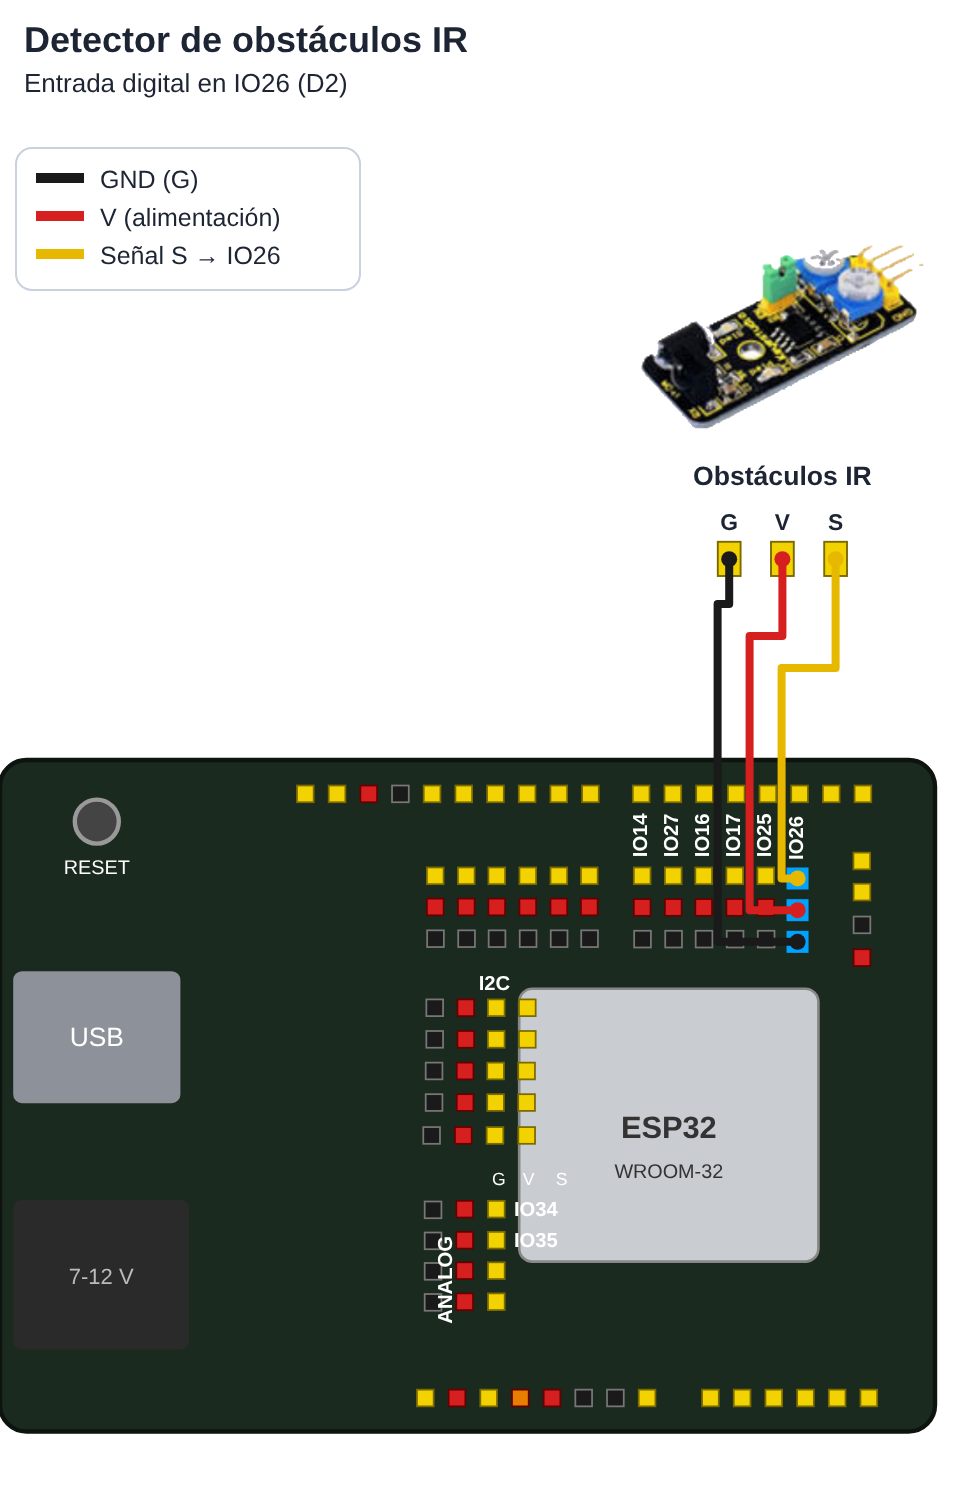 Detector de obstáculos IR
Entrada digital en IO26 (D2)
GND (G)
V (alimentación)
Señal S → IO26
Obstáculos IR
G V S
IO14 IO27 IO16 IO17 IO25 IO26
RESET
I2C
USB
ESP32
WROOM-32
G V S
IO34
IO35
ANALOG
7-12 V